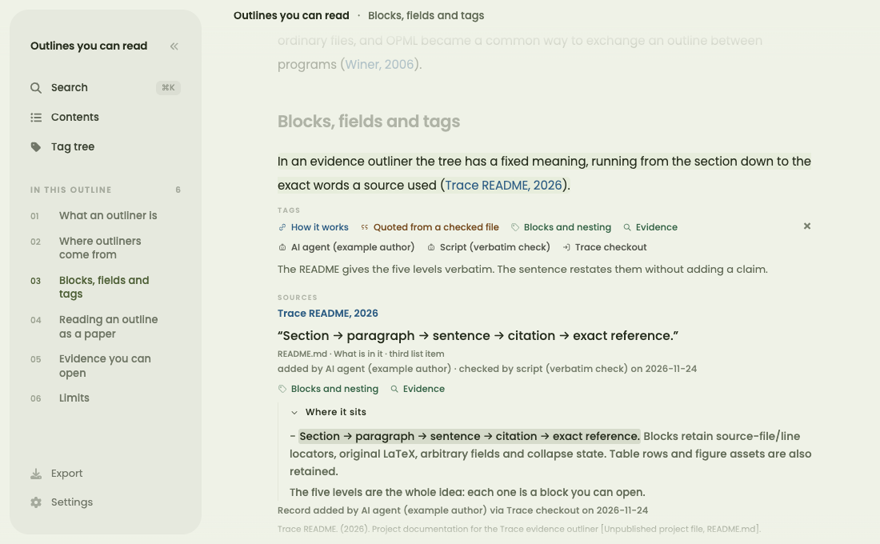 Outlines you can read
Search
⌘K
Contents
Tag tree
IN THIS OUTLINE 6
01 What an outliner is
02 Where outliners
come from
03 Blocks, fields and
tags
04 Reading an outline
as a paper
05 Evidence you can
open
06 Limits
Export
Settings
Outlines you can read · Blocks, fields and tags
ordinary files, and OPML became a common way to exchange an outline between
programs (Winer, 2006).
Blocks, fields and tags
In an evidence outliner the tree has a fixed meaning, running from the section down to the
exact words a source used (Trace README, 2026).
TAGS
How it works Quoted from a checked file Blocks and nesting Evidence
AI agent (example author) Script (verbatim check) Trace checkout
The README gives the five levels verbatim. The sentence restates them without adding a claim.
SOURCES
Trace README, 2026
“Section → paragraph → sentence → citation → exact reference.”
README.md · What is in it · third list item
added by AI agent (example author) · checked by script (verbatim check) on 2026-11-24
Blocks and nesting Evidence
Where it sits
- Section → paragraph → sentence → citation → exact reference. Blocks retain source-file/line
locators, original LaTeX, arbitrary fields and collapse state. Table rows and figure assets are also
retained.
The five levels are the whole idea: each one is a block you can open.
Record added by AI agent (example author) via Trace checkout on 2026-11-24
Trace README. (2026). Project documentation for the Trace evidence outliner [Unpublished project file, README.md].